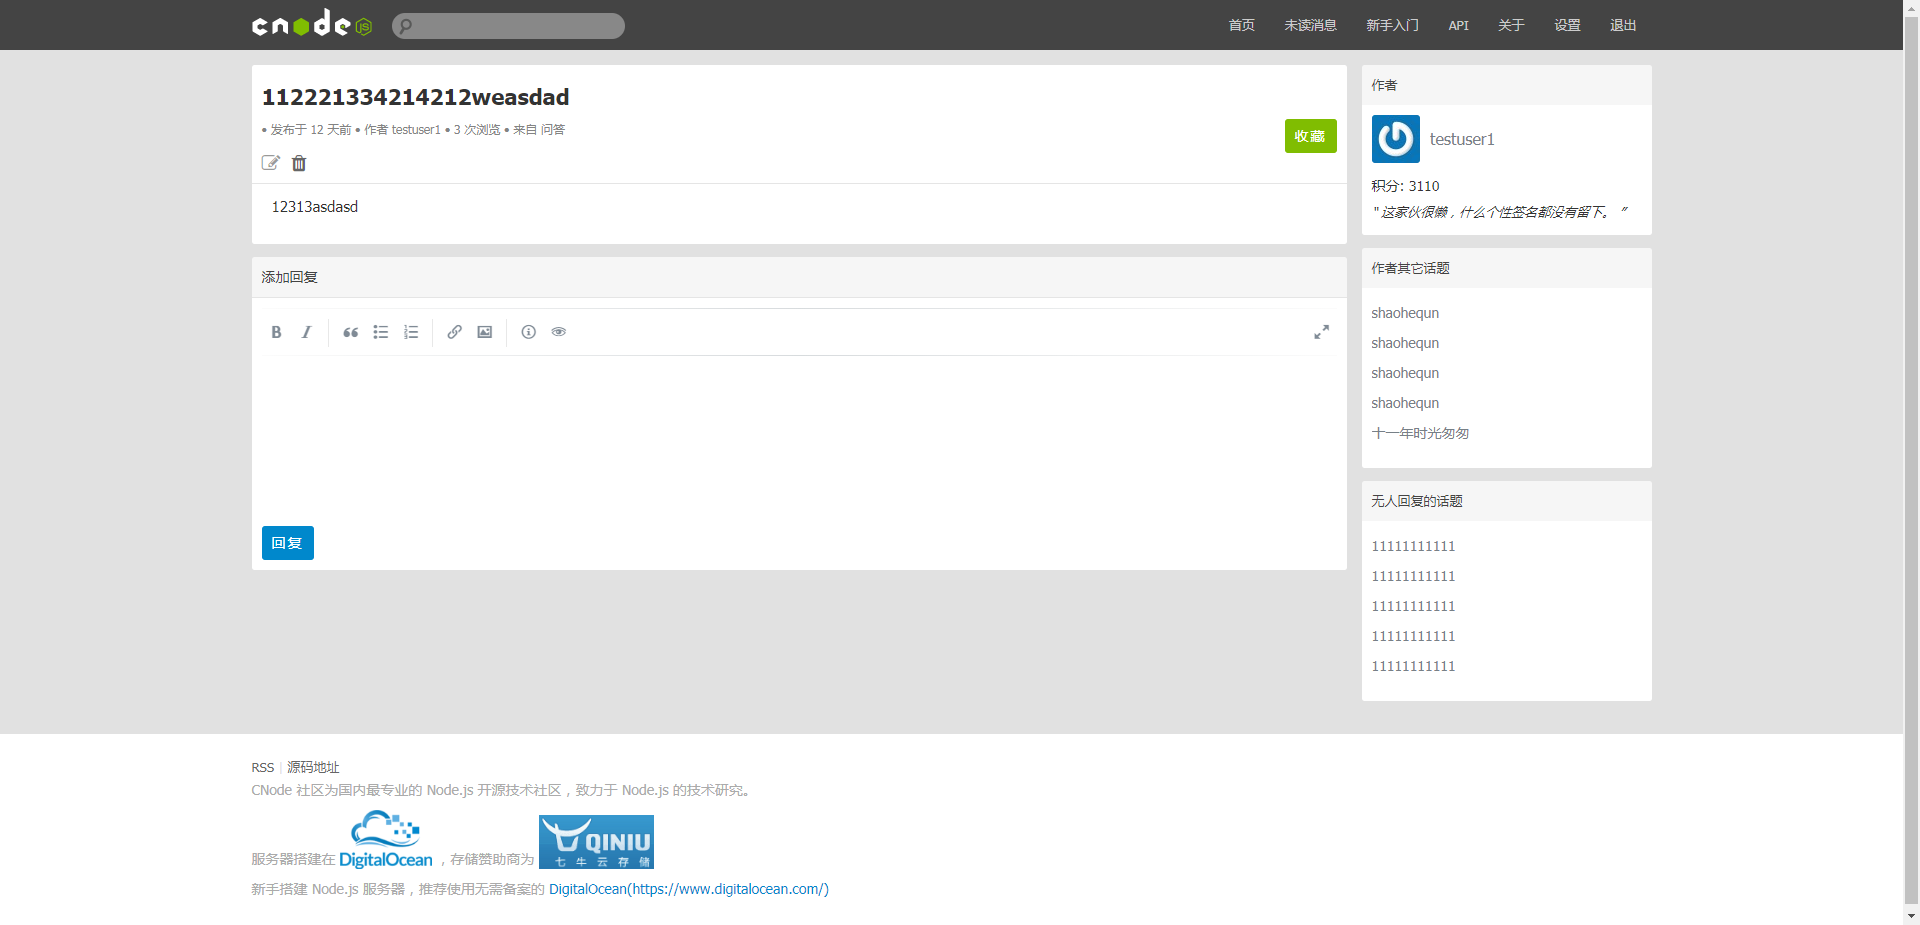 cnode JS
首页 未读消息 新手入门 API 关于 设置 退出
112221334214212weasdad
• 发布于 12 天前 • 作者 testuser1 • 3 次浏览 • 来自 问答
收藏
12313asdasd
添加回复
B I
回复
作者
testuser1
积分: 3110
“ 这家伙很懒，什么个性签名都没有留下。 ”
作者其它话题
shaohequn
shaohequn
shaohequn
shaohequn
十一年时光匆匆
无人回复的话题
11111111111
11111111111
11111111111
11111111111
11111111111
RSS | 源码地址
CNode 社区为国内最专业的 Node.js 开源技术社区，致力于 Node.js 的技术研究。
服务器搭建在 DigitalOcean ，存储赞助商为 QINIU 七牛云存储
新手搭建 Node.js 服务器，推荐使用无需备案的 DigitalOcean(https://www.digitalocean.com/)